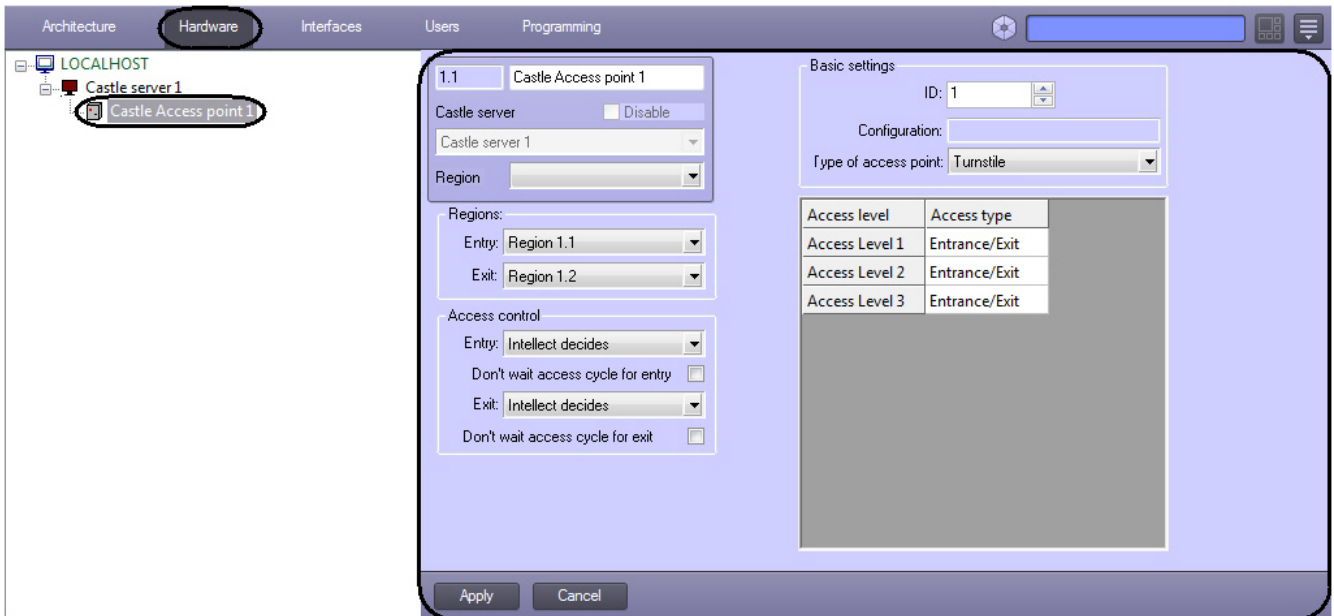 Architecture Hardware Interfaces Users Programming
LOCALHOST
Castle server 1
Castle Access point 1
1.1 Castle Access point 1
Castle server Disable
Castle server 1
Region
Regions:
Entry: Region 1.1
Exit: Region 1.2
Access control
Entry: Intellect decides
Don't wait access cycle for entry
Exit: Intellect decides
Don't wait access cycle for exit
Basic settings
ID: 1
Configuration:
Type of access point: Turnstile
Access level Access type
Access Level 1 Entrance/Exit
Access Level 2 Entrance/Exit
Access Level 3 Entrance/Exit
Apply Cancel